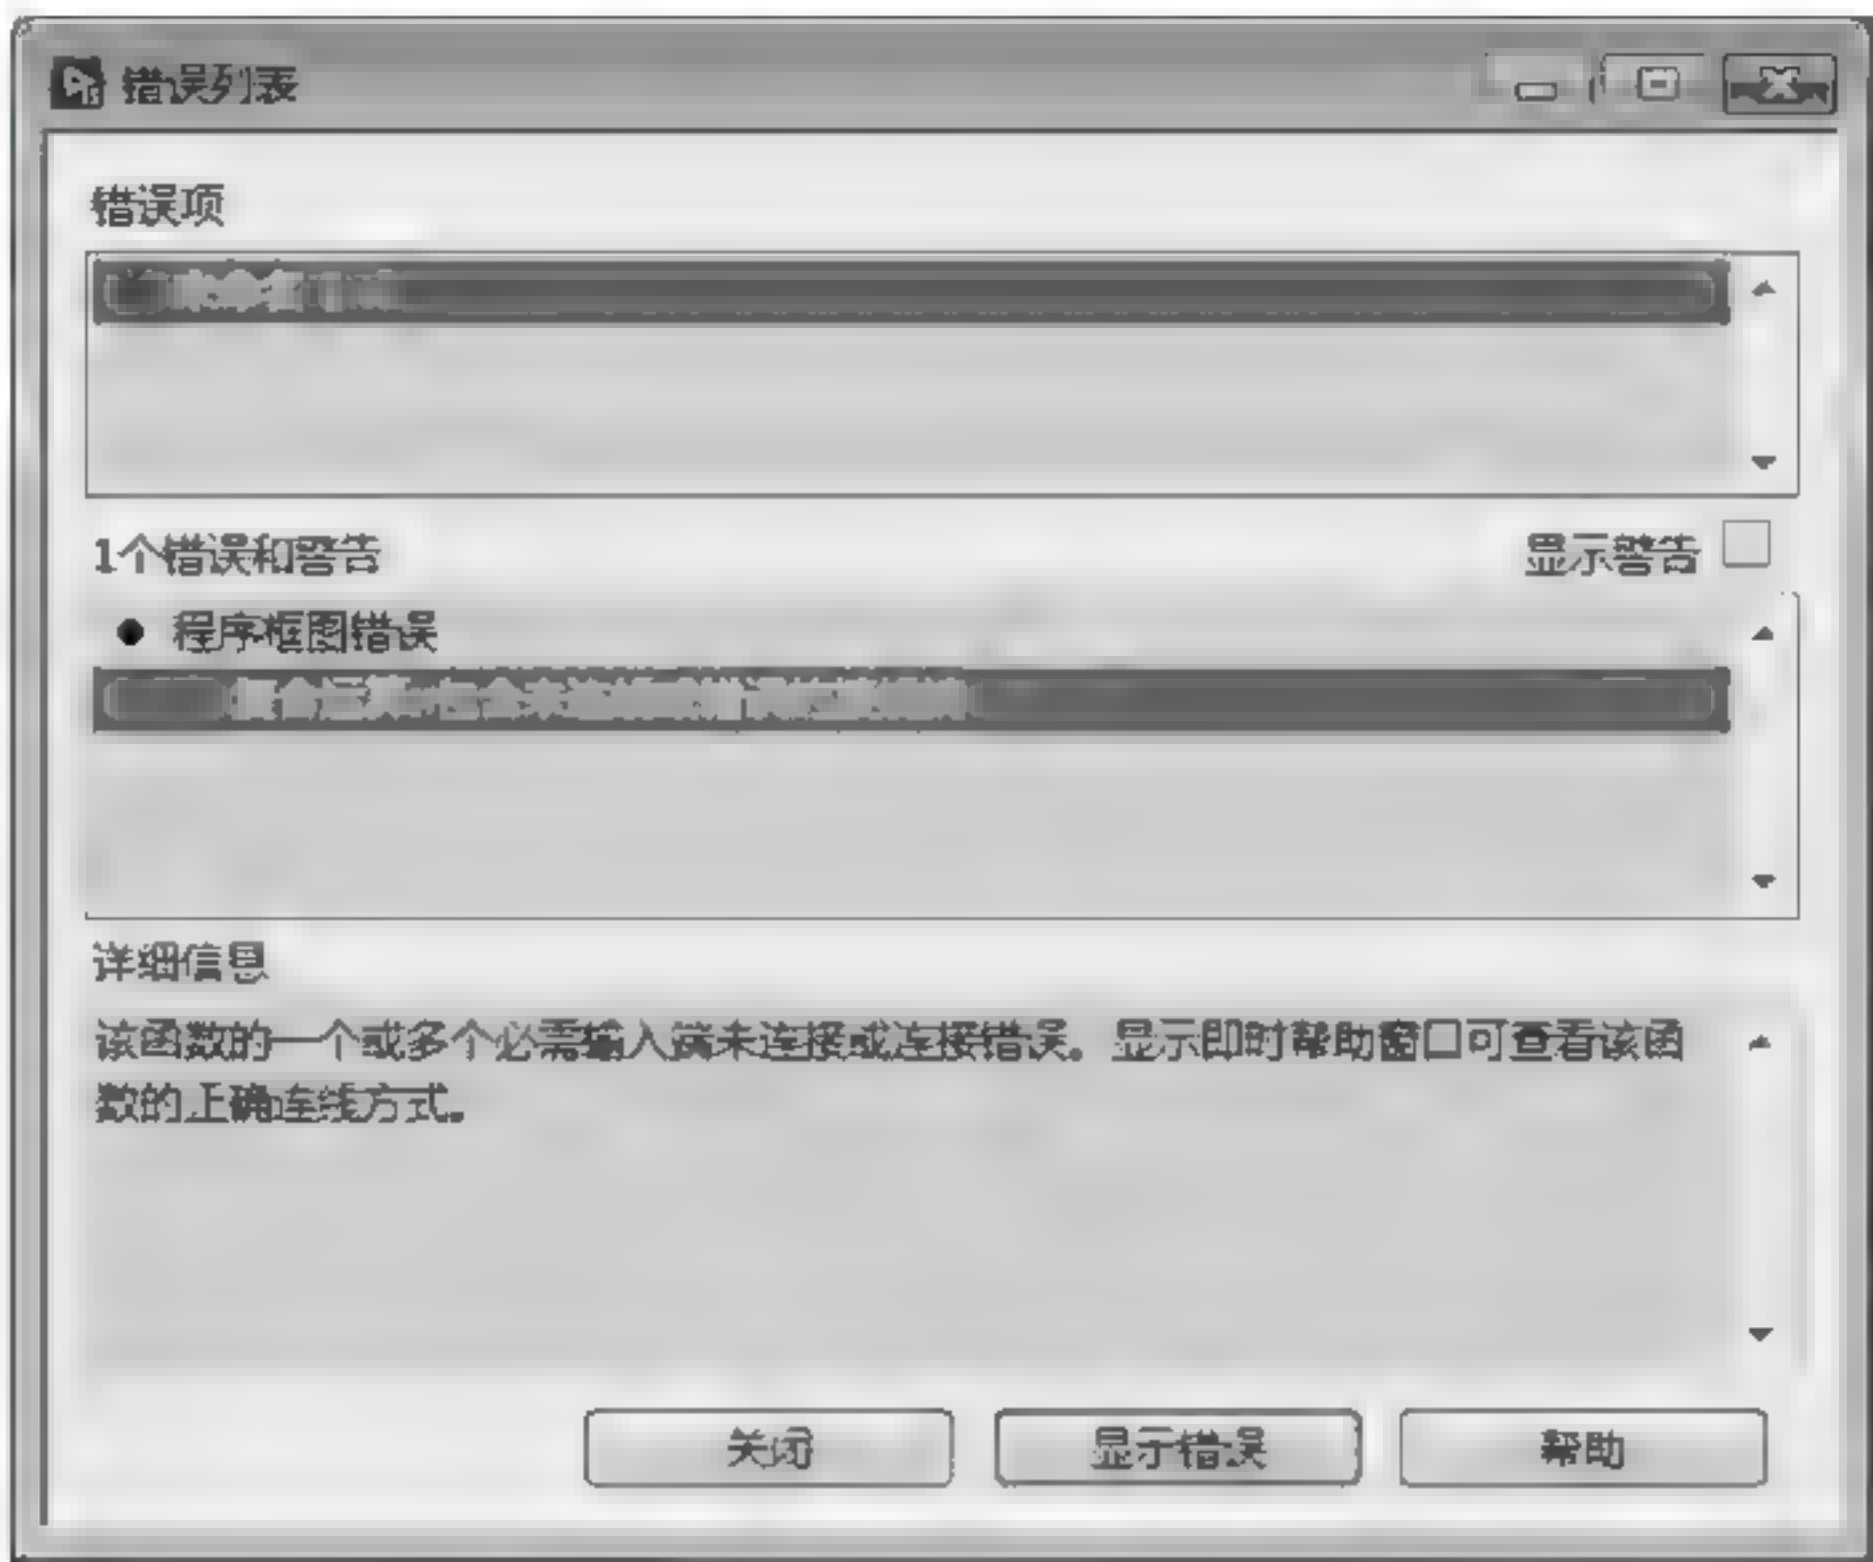 错误列表
错误项
1个错误和警告
显示警告
程序框图错误
详细信息
该函数的一个或多个必需输入端未连接或连接错误。显示即时帮助窗口可查看该函
数的正确连线方式。
关闭
显示错误
帮助